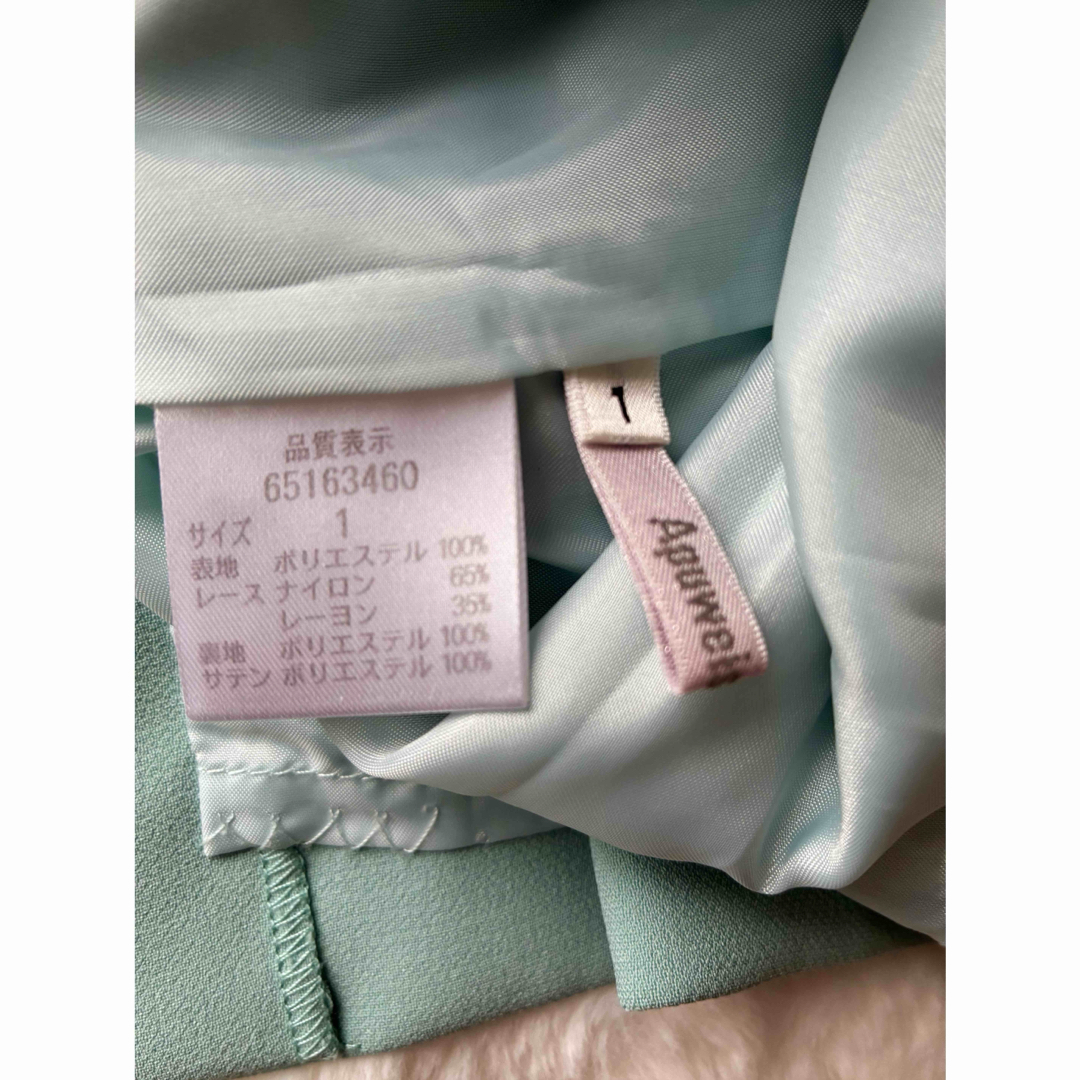 品質表示
65163460
サイズ 1
表地 ポリエステル 100%
レース ナイロン 65%
レーヨン 35%
裏地 ポリエステル 100%
サテン ポリエステル 100%
1